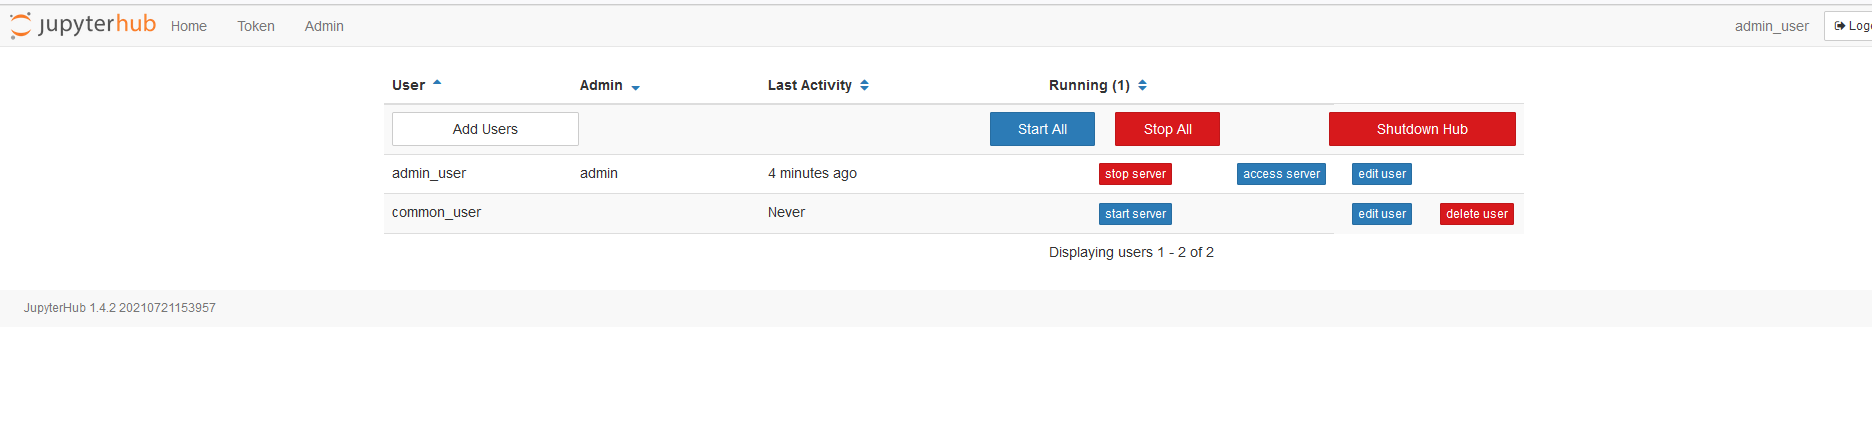 jupyterhub Home Token Admin admin_user
User Admin Last Activity Running (1)
Add Users Start All Stop All Shutdown Hub
admin_user admin 4 minutes ago stop server access server edit user
common_user Never start server edit user delete user
Displaying users 1 - 2 of 2
JupyterHub 1.4.2 20210721153957